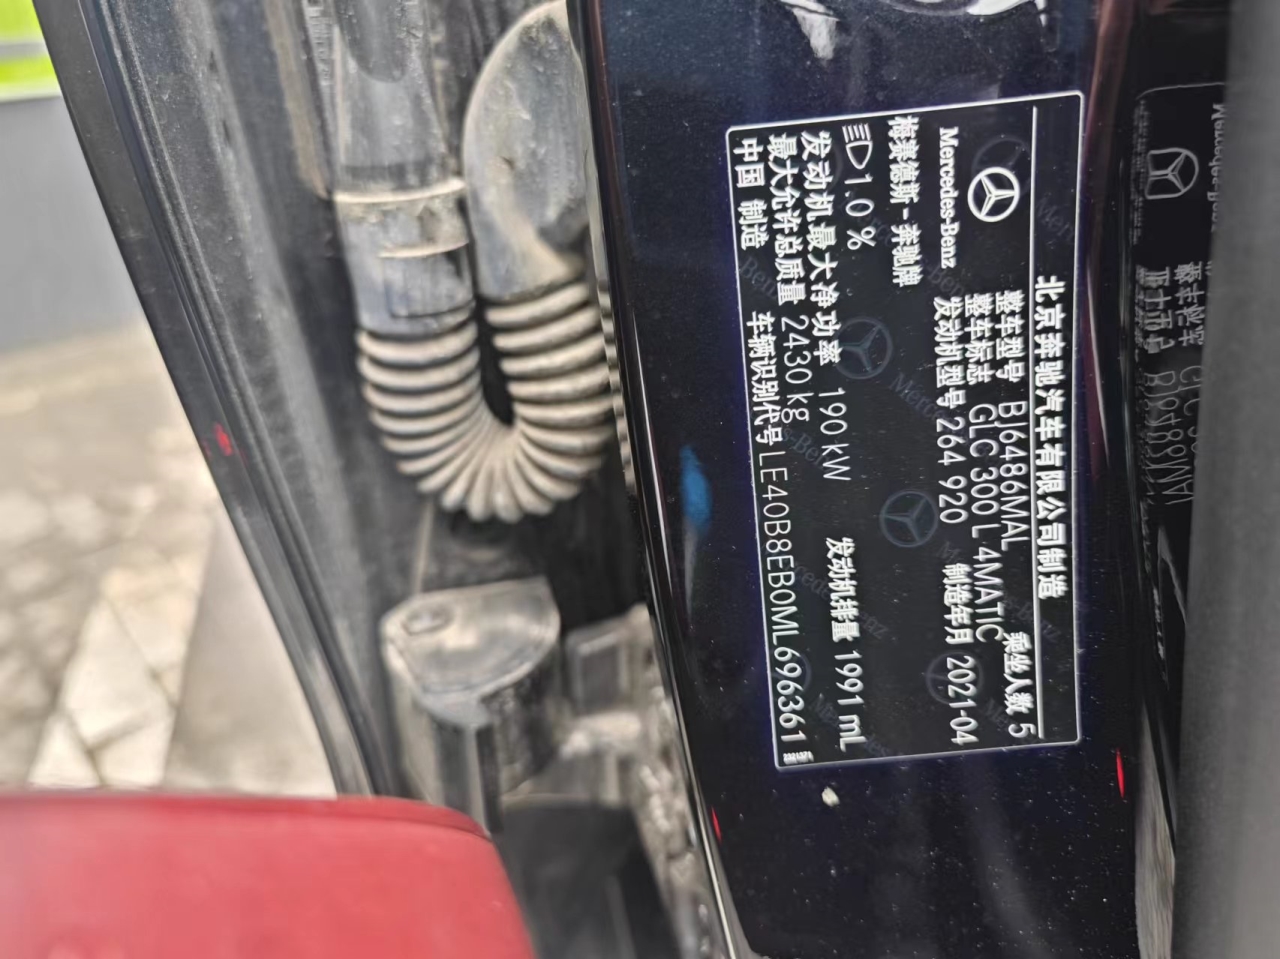 北京奔驰汽车有限公司制造
Mercedes-Benz
整车型号 BJ6486MAL 乘坐人数 5
整车标志 GLC 300 L 4MATIC
发动机型号 264 920 制造年月 2021-04
梅赛德斯-奔驰牌
1.0 %
发动机最大净功率 190 kW 发动机排量 1991 mL
最大允许总质量 2430 kg
中国 制造 车辆识别代号 LE40B8EB0ML696361